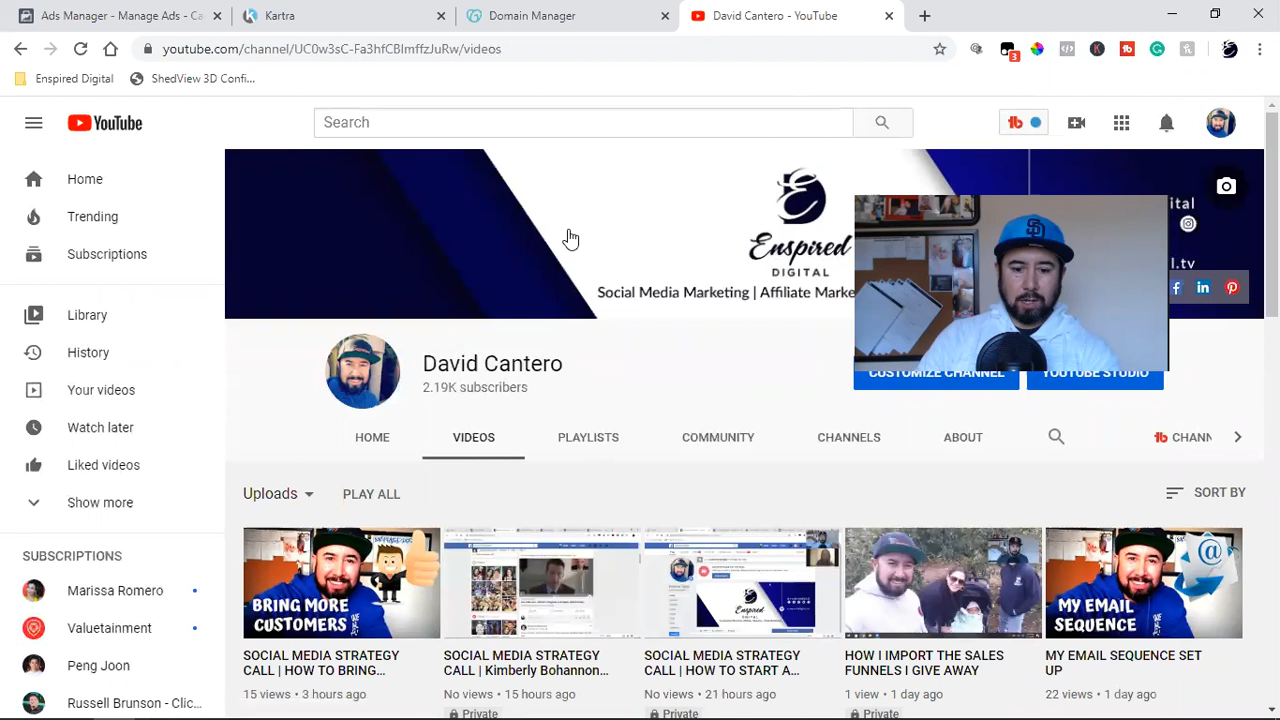 Ads Manager - Manage Ads - Ca
Kartra
Domain Manager
David Cantero - YouTube
youtube.com/channel/UC0w3sC-Fa3hfCBlmffzJuRw/videos
3
Enspired Digital
ShedView 3D Confi...
YouTube
Search
tb
Home
Trending
Subscriptions
Library
History
Your videos
Watch later
Liked videos
Show more
SUBSCRIPTIONS
Marissa Romero
Valuetainment
Peng Joon
Russell Brunson - Clic...
Enspired
DIGITAL
Social Media Marketing | Affiliate Marke
ital
l.tv
David Cantero
2.19K subscribers
CUSTOMIZE CHANNEL
YOUTUBE STUDIO
HOME
VIDEOS
PLAYLISTS
COMMUNITY
CHANNELS
ABOUT
tb CHANN
Uploads
PLAY ALL
SORT BY
BRING MORE
CUSTOMERS
MY EMAIL
SEQUENCE
SOCIAL MEDIA STRATEGY
CALL | HOW TO BRING...
15 views • 3 hours ago
SOCIAL MEDIA STRATEGY
CALL | Kimberly Bohannon...
No views • 15 hours ago
Private
SOCIAL MEDIA STRATEGY
CALL | HOW TO START A...
No views • 21 hours ago
Private
HOW I IMPORT THE SALES
FUNNELS I GIVE AWAY
1 view • 1 day ago
Private
MY EMAIL SEQUENCE SET
UP
22 views • 1 day ago